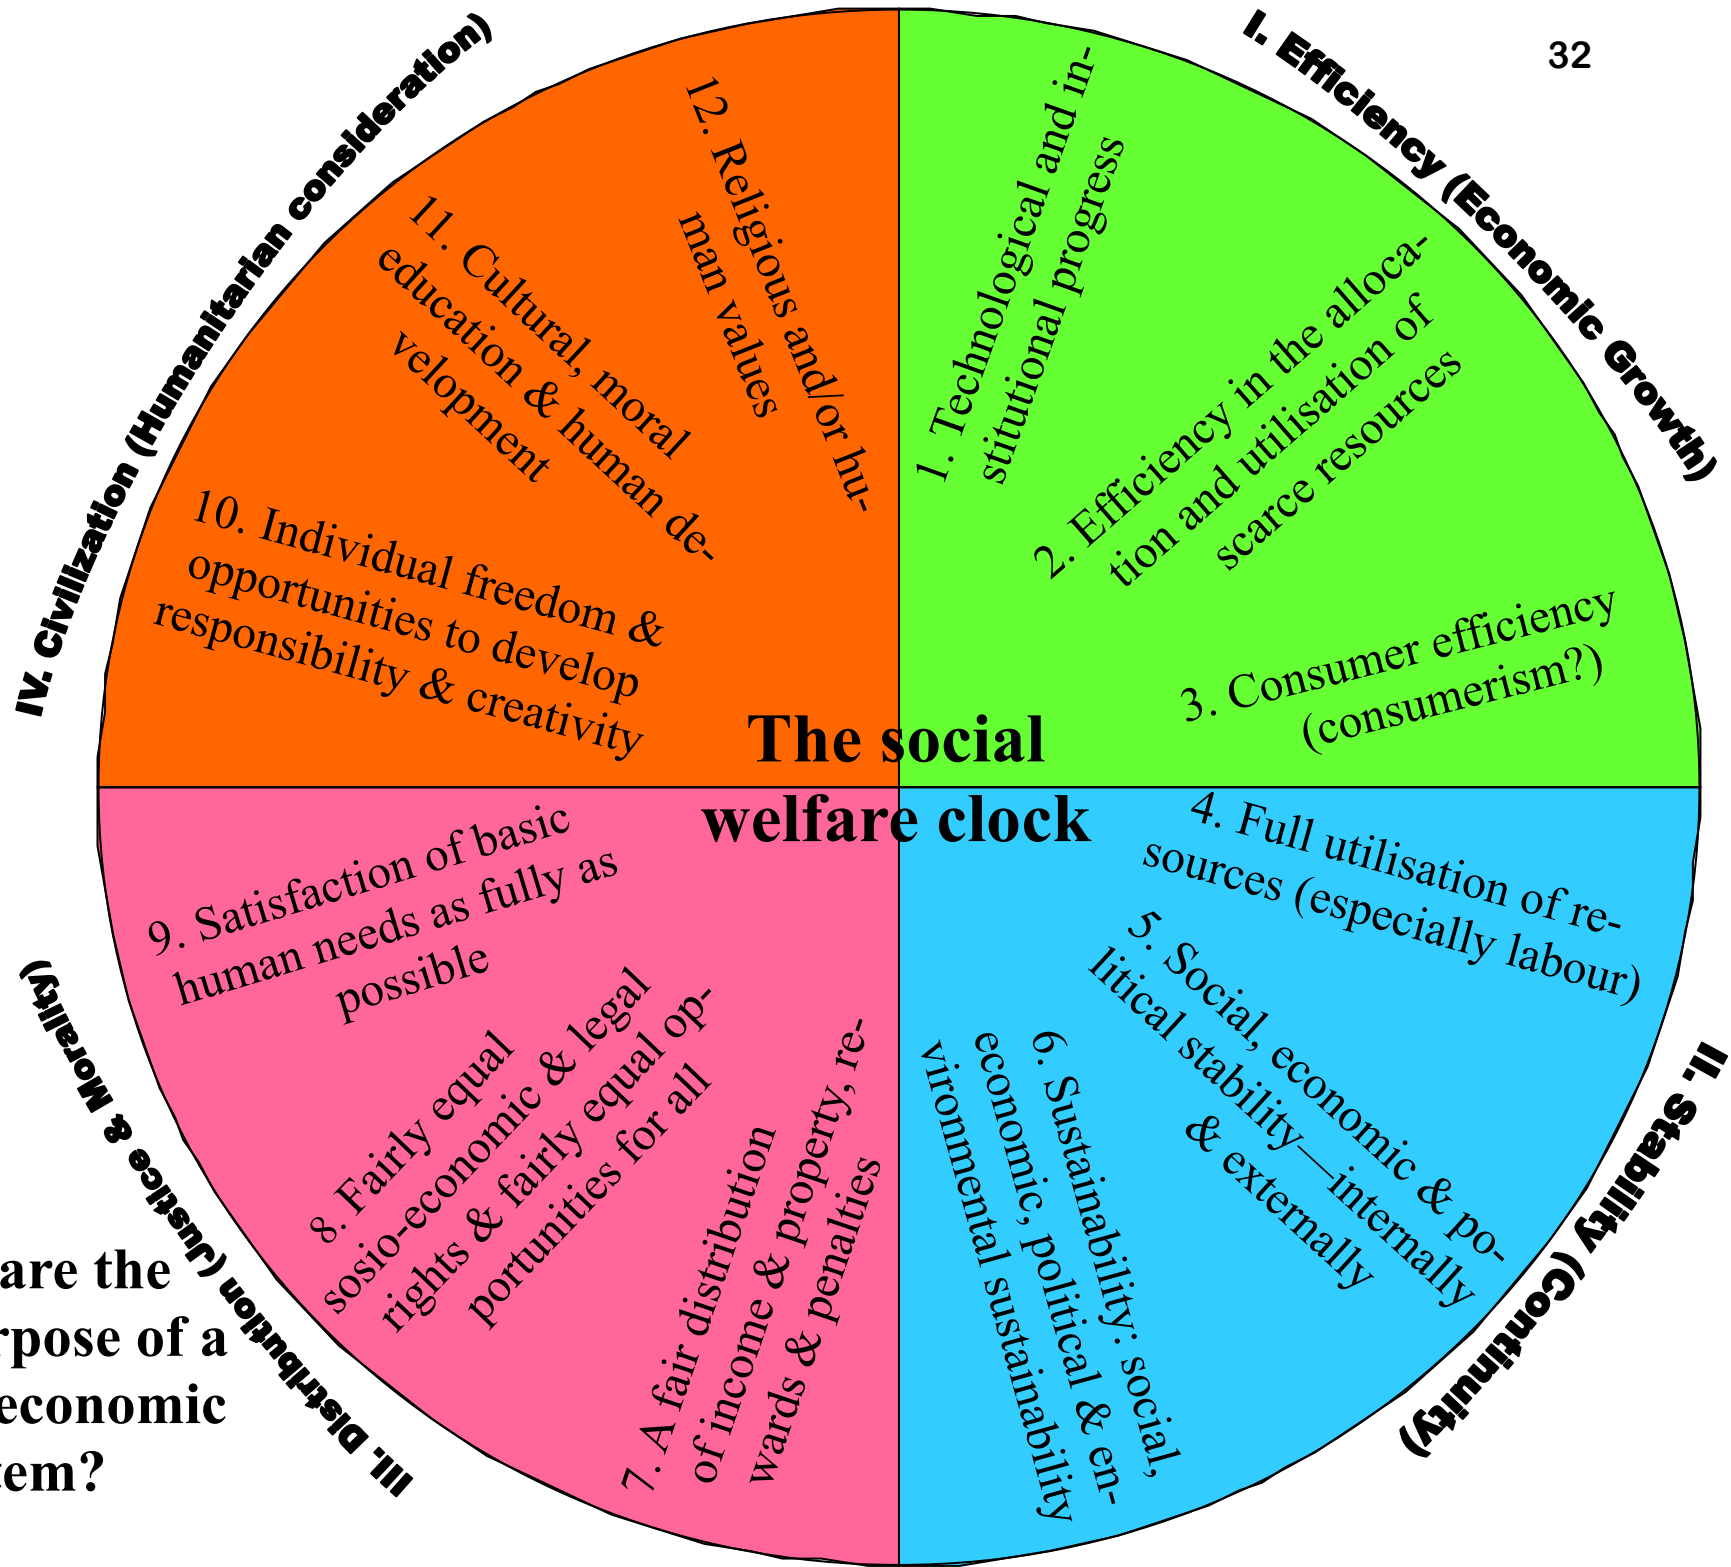 32
I. Efficiency (Economic Growth)
1. Technological and in-
stitutional progress
2. Efficiency in the alloca-
tion and utilisation of
scarce resources
3. Consumer efficiency
(consumerism?)
The social
welfare clock
4. Full utilisation of re-
sources (especially labour)
5. Social, economic & po-
litical stability—internally
& externally
6. Sustainability: social,
economic, political & en-
vironmental sustainability
II. Stability (Continuity)
7. A fair distribution
of income & property, re-
wards & penalties
8. Fairly equal
sosio-economic & legal
rights & fairly equal op-
portunities for all
9. Satisfaction of basic
human needs as fully as
possible
III. Distribution (Justice & Morality)
10. Individual freedom &
opportunities to develop
responsibility & creativity
11. Cultural, moral
education & human de-
velopment
12. Religious and/or hu-
man values
IV. Civilization (Humanitarian consideration)
are the
rpose of a
economic
tem?